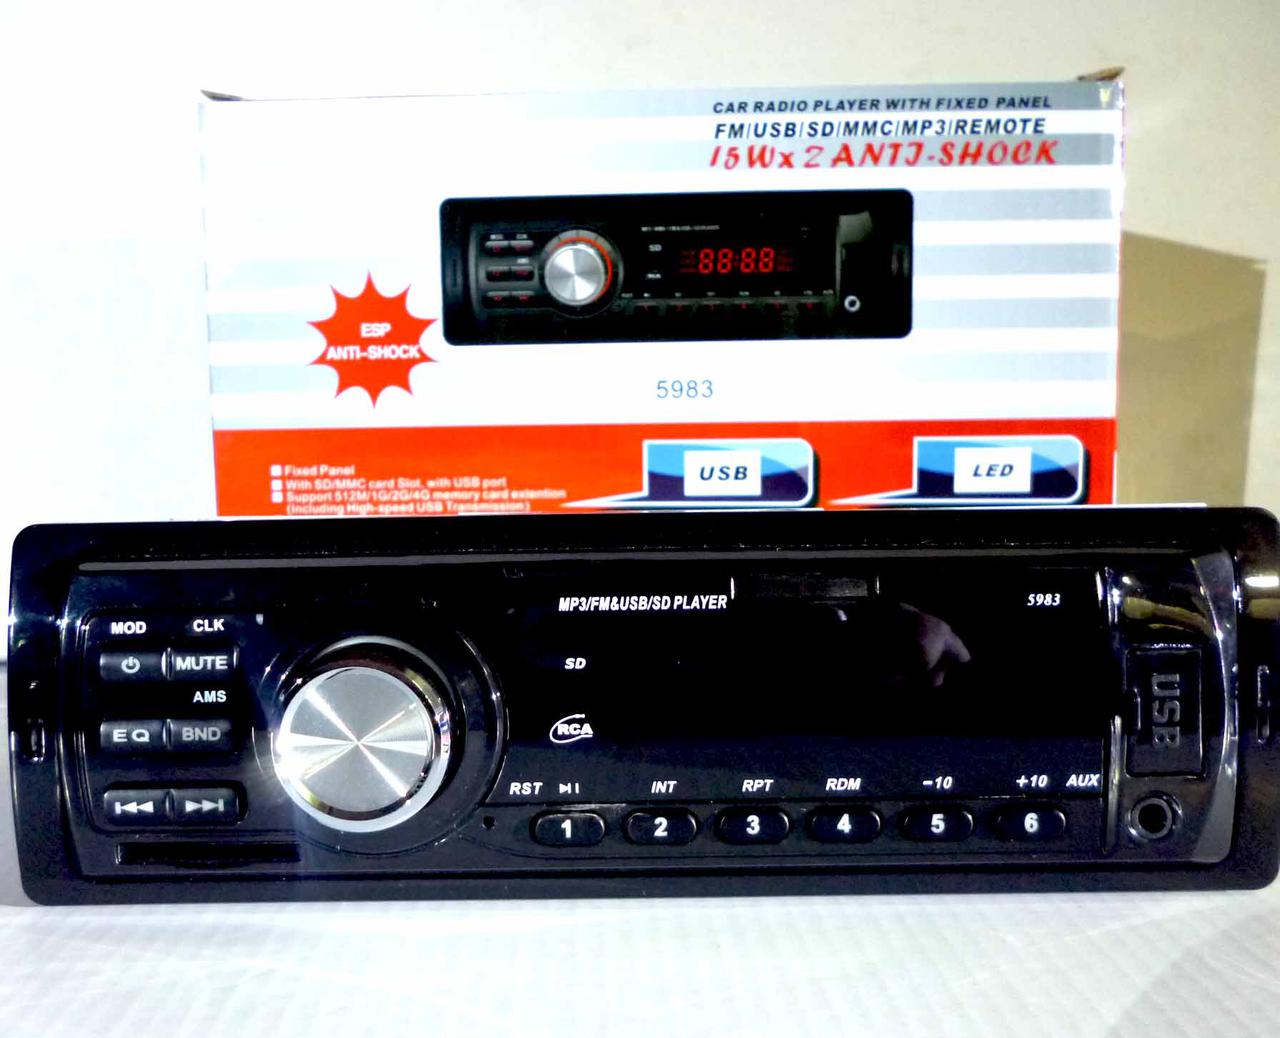 CAR RADIO PLAYER WITH FIXED PANEL
FM|USB|SD|MMC|MP3|REMOTE
15Wx2 ANTI-SHOCK
SD
88:88
ESP
ANTI-SHOCK
5983
Fixed Panel
With SD/MMC card Slot, with USB port
Support 512M/1G/2G/4G memory card extention
(Including High-speed USB Transmission)
USB
LED
MP3/FM&USB/SD PLAYER
5983
MOD CLK
MUTE
SD
AMS
EQ BND
RCA
USB
RST INT RPT RDM -10 +10 AUX
1 2 3 4 5 6